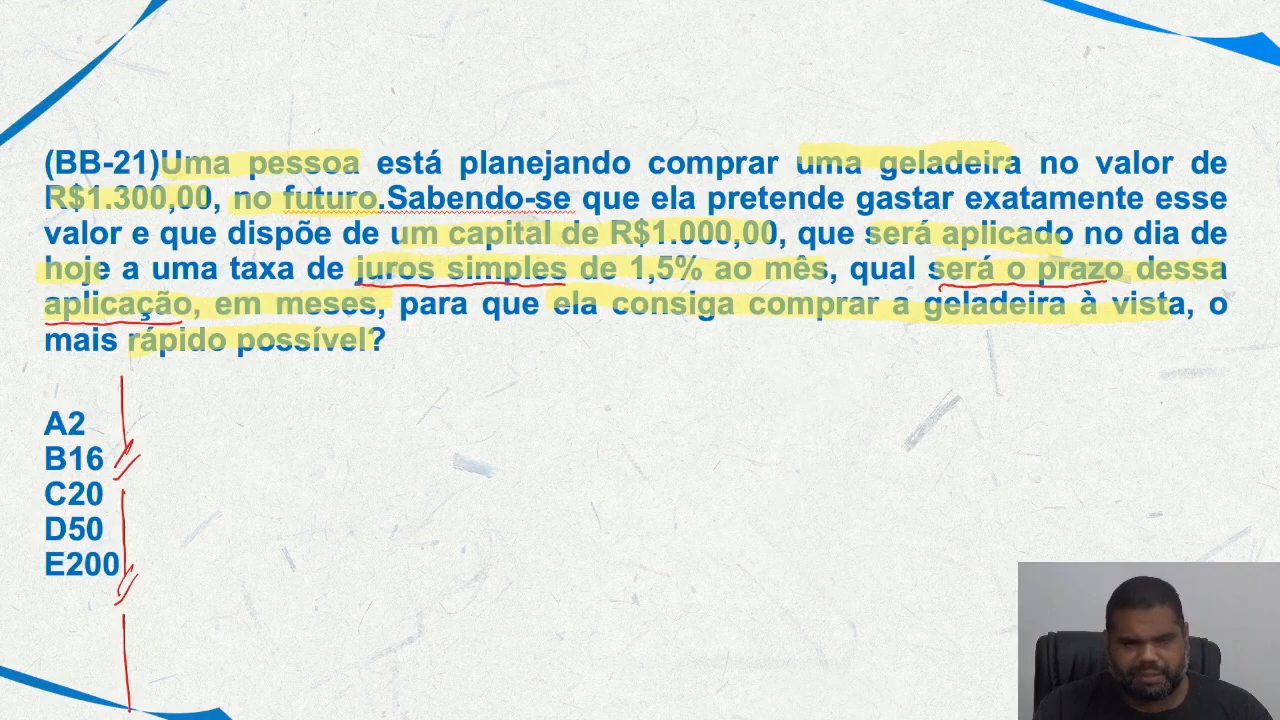 (BB-21)Uma pessoa está planejando comprar uma geladeira no valor de
R$1.300,00, no futuro.Sabendo-se que ela pretende gastar exatamente esse
valor e que dispõe de um capital de R$1.000,00, que será aplicado no dia de
hoje a uma taxa de juros simples de 1,5% ao mês, qual será o prazo dessa
aplicação, em meses, para que ela consiga comprar a geladeira à vista, o
mais rápido possível?
A2
B16
C20
D50
E200